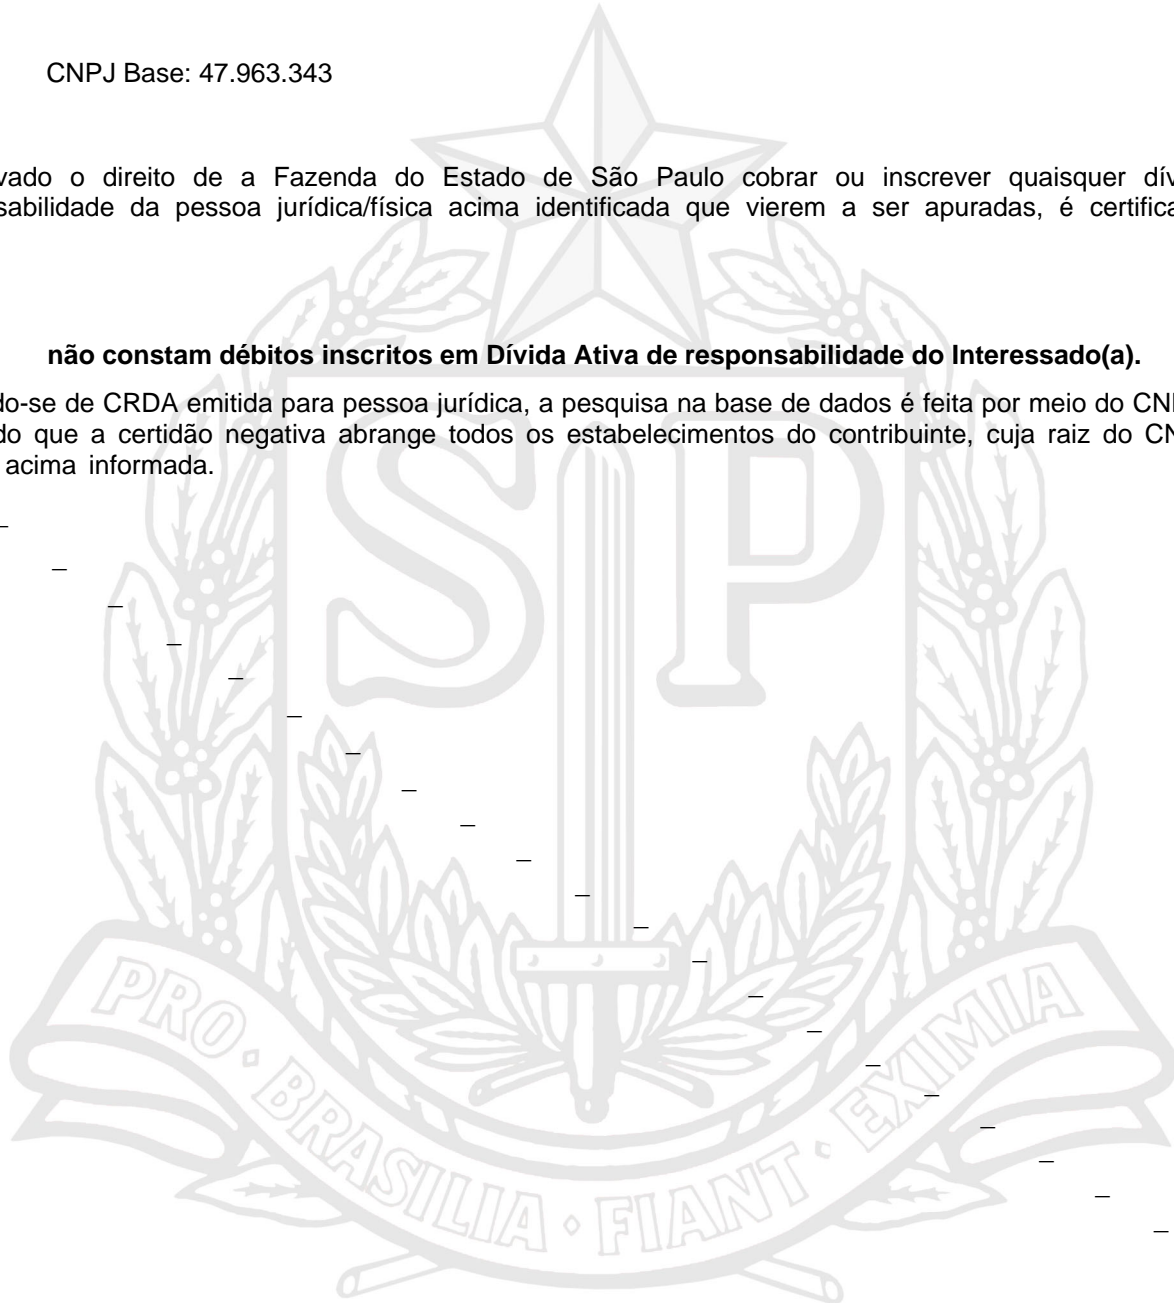 CNPJ Base: 47.963.343
vado o direito de a Fazenda do Estado de São Paulo cobrar ou inscrever quaisquer dív
sabilidade da pessoa jurídica/física acima identificada que vierem a ser apuradas, é certifica
não constam débitos inscritos em Dívida Ativa de responsabilidade do Interessado(a).
do-se de CRDA emitida para pessoa jurídica, a pesquisa na base de dados é feita por meio do CN
do que a certidão negativa abrange todos os estabelecimentos do contribuinte, cuja raiz do CN
acima informada.
SP
PRO • BRASILIA • FIANT • EXIMIA